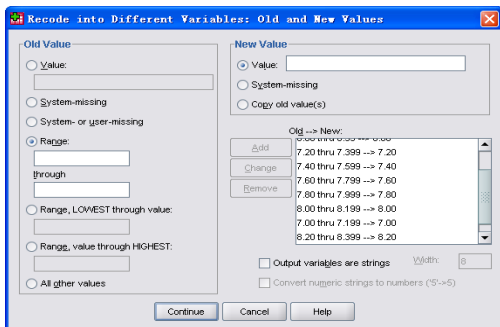 Recode into Different Variables: Old and New Values
Old Value
Value:
System-missing
System- or user-missing
Range:
through
Range, LOWEST through value:
Range, value through HIGHEST:
All other values
New Value
Value:
System-missing
Copy old value(s)
Old --> New:
Add
Change
Remove
7.20 thru 7.399 --> 7.20
7.40 thru 7.599 --> 7.40
7.60 thru 7.799 --> 7.60
7.80 thru 7.999 --> 7.80
8.00 thru 8.199 --> 8.00
7.00 thru 7.199 --> 7.00
8.20 thru 8.399 --> 8.20
Output variables are strings
Width:
8
Convert numeric strings to numbers ('5'->5)
Continue
Cancel
Help